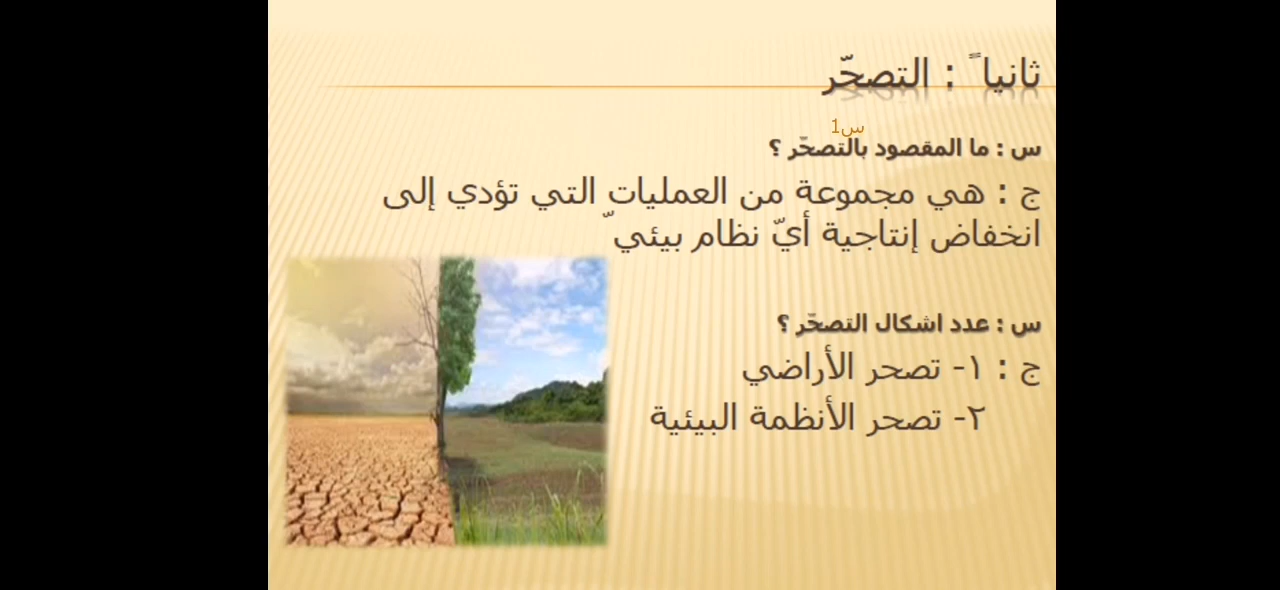 ثانياً : التصحّر
س1
س : ما المقصود بالتصحّر ؟
ج : هي مجموعة من العمليات التي تؤدي إلى
انخفاض إنتاجية أيّ نظام بيئيّ
س : عدد اشكال التصحّر ؟
ج : ١- تصحر الأراضي
٢- تصحر الأنظمة البيئية